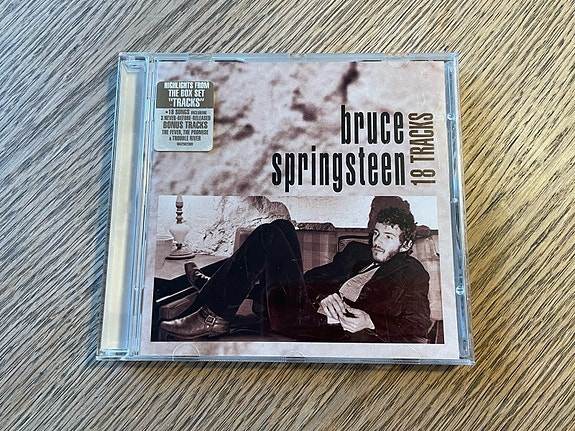 HIGHLIGHTS FROM
THE BOX SET
"TRACKS"
• 18 SONGS INCLUDING
3 NEVER-BEFORE-RELEASED
BONUS TRACKS
THE FEVER, THE PROMISE
& TROUBLE RIVER
bruce
springsteen
18 TRACKS